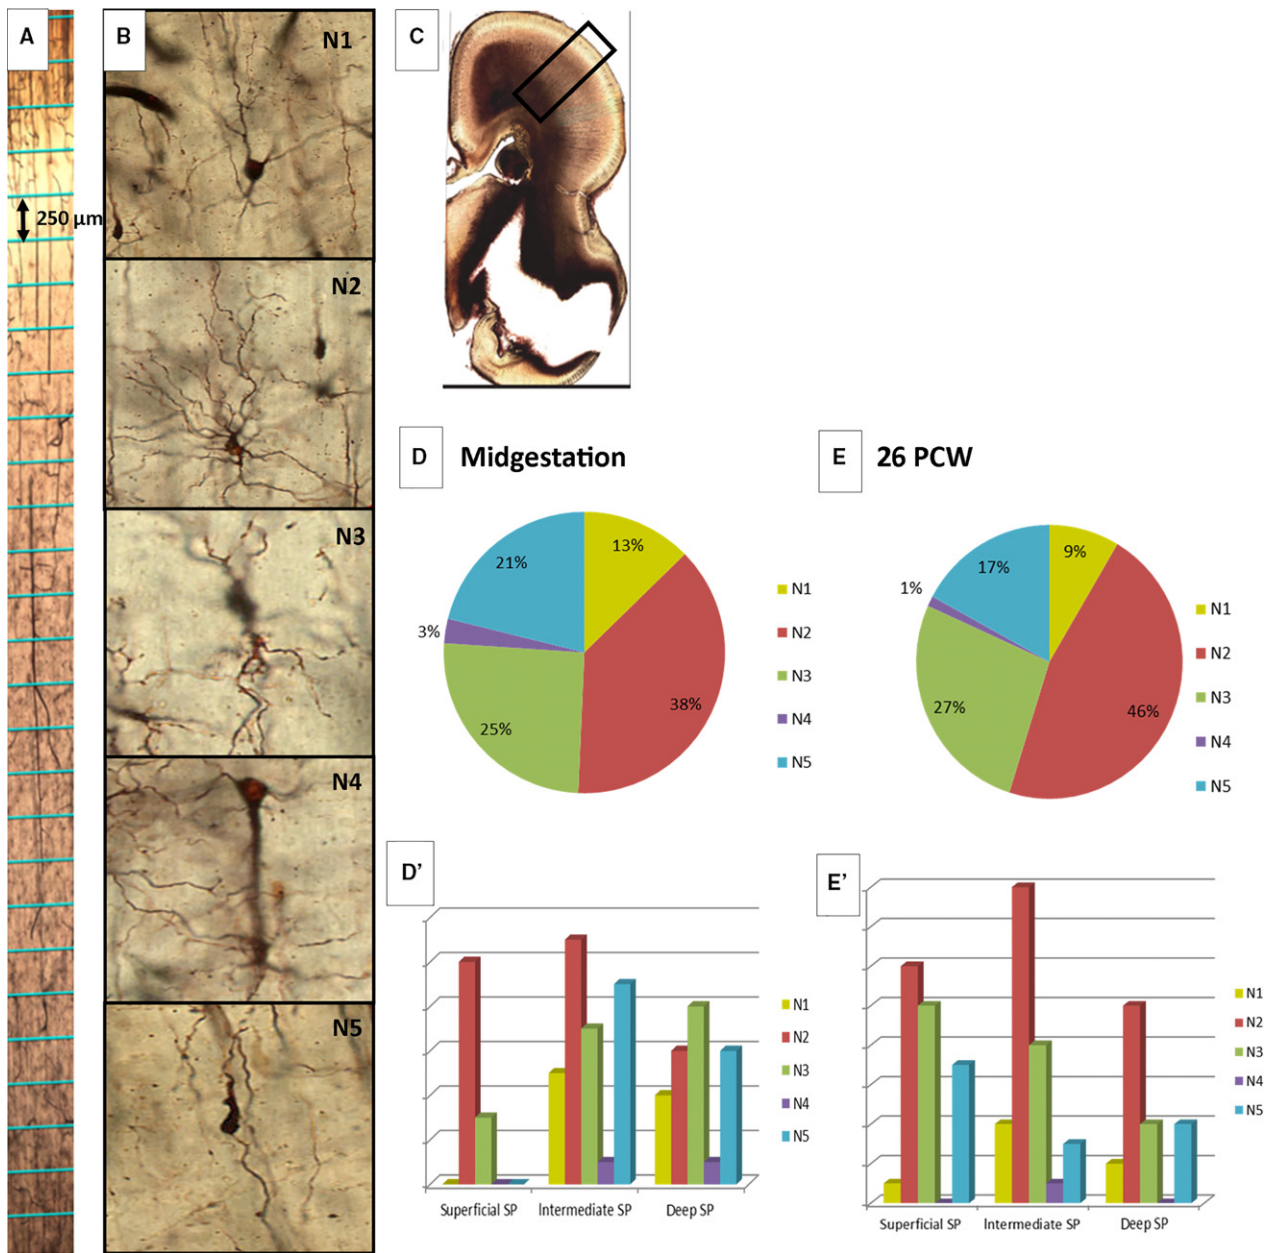 A
250 μm
B
N1
N2
N3
N4
N5
C
D
Midgestation
13%
38%
25%
3%
21%
N1
N2
N3
N4
N5
E
26 PCW
9%
46%
27%
1%
17%
N1
N2
N3
N4
N5
D’
Superficial SP
Intermediate SP
Deep SP
N1
N2
N3
N4
N5
E’
Superficial SP
Intermediate SP
Deep SP
N1
N2
N3
N4
N5